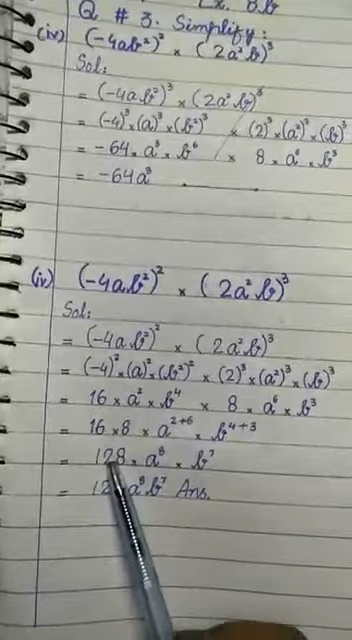 Ex. 8.6
Q # 3. Simplify:
(iv) (-4ab²)² × (2a²b)³
Sol:
= (-4ab²)³ × (2a²b)³
= (-4)³×(a)³×(b²)³ × (2)³×(a²)³×(b)³
= -64 × a³ × b⁶ × 8 × a⁶ × b³
= -64a³
(iv) (-4ab²)² × (2a²b)³
Sol:
= (-4ab²)² × (2a²b)³
= (-4)²×(a)²×(b²)² × (2)³×(a²)³×(b)³
= 16 × a² × b⁴ × 8 × a⁶ × b³
= 16 × 8 × a²⁺⁶ × b⁴⁺³
= 128 × a⁸ × b⁷
= 12 a⁸b⁷ Ans.